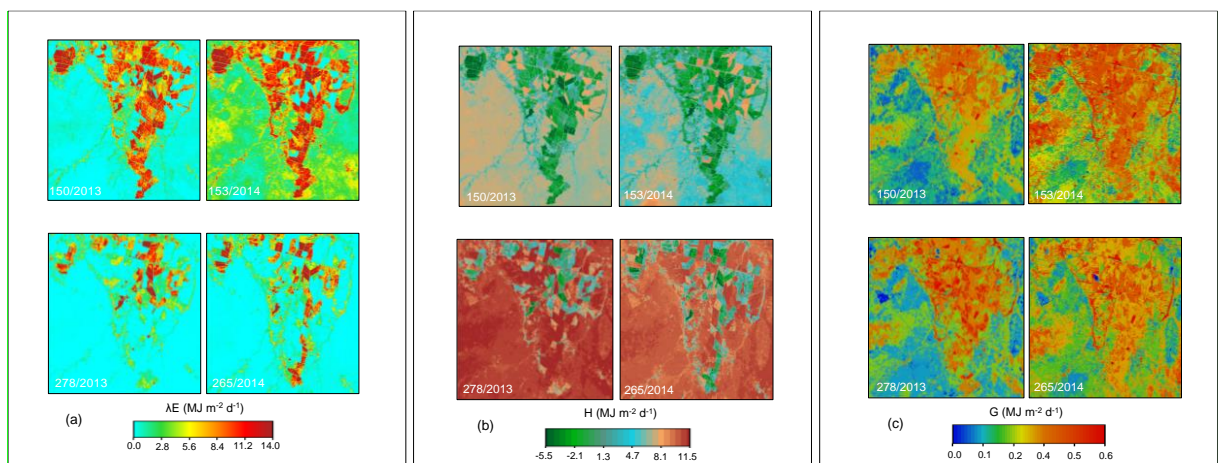 150/2013 153/2014
278/2013 265/2014
λE (MJ m⁻² d⁻¹)
(a)
0.0 2.8 5.6 8.4 11.2 14.0
150/2013 153/2014
278/2013 265/2014
H (MJ m⁻² d⁻¹)
(b)
-5.5 -2.1 1.3 4.7 8.1 11.5
150/2013 153/2014
278/2013 265/2014
G (MJ m⁻² d⁻¹)
(c)
0.0 0.1 0.2 0.4 0.5 0.6